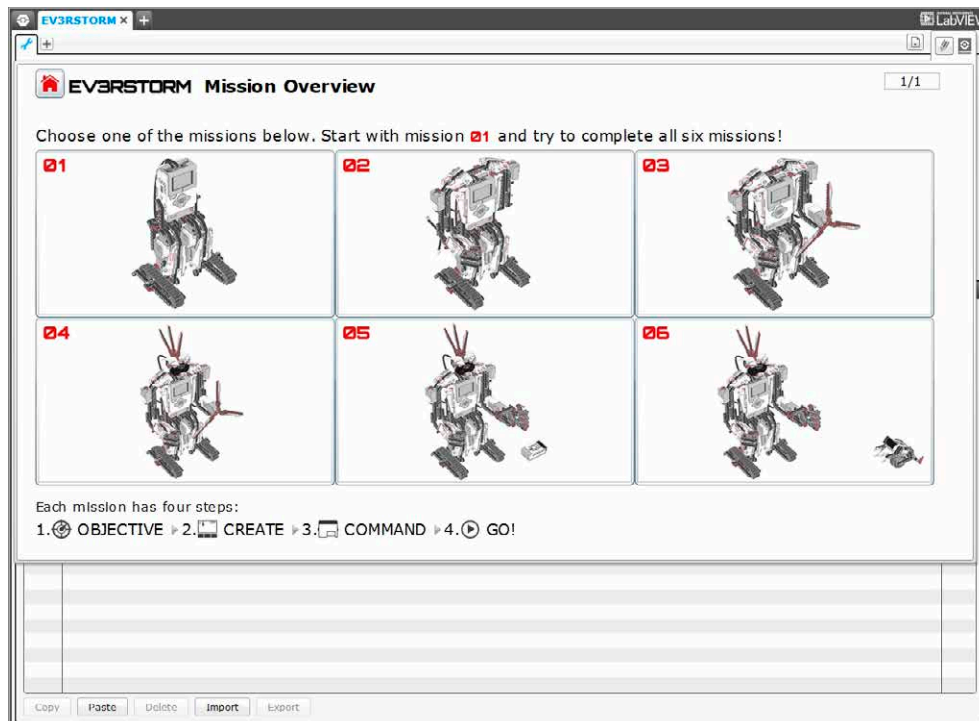 EV3RSTORM × +
LabVIE
+
EV3RSTORM Mission Overview
1/1
Choose one of the missions below. Start with mission 01 and try to complete all six missions!
01
02
03
04
05
06
Each mission has four steps:
1. OBJECTIVE 2. CREATE 3. COMMAND 4. GO!
Copy Paste Delete Import Export